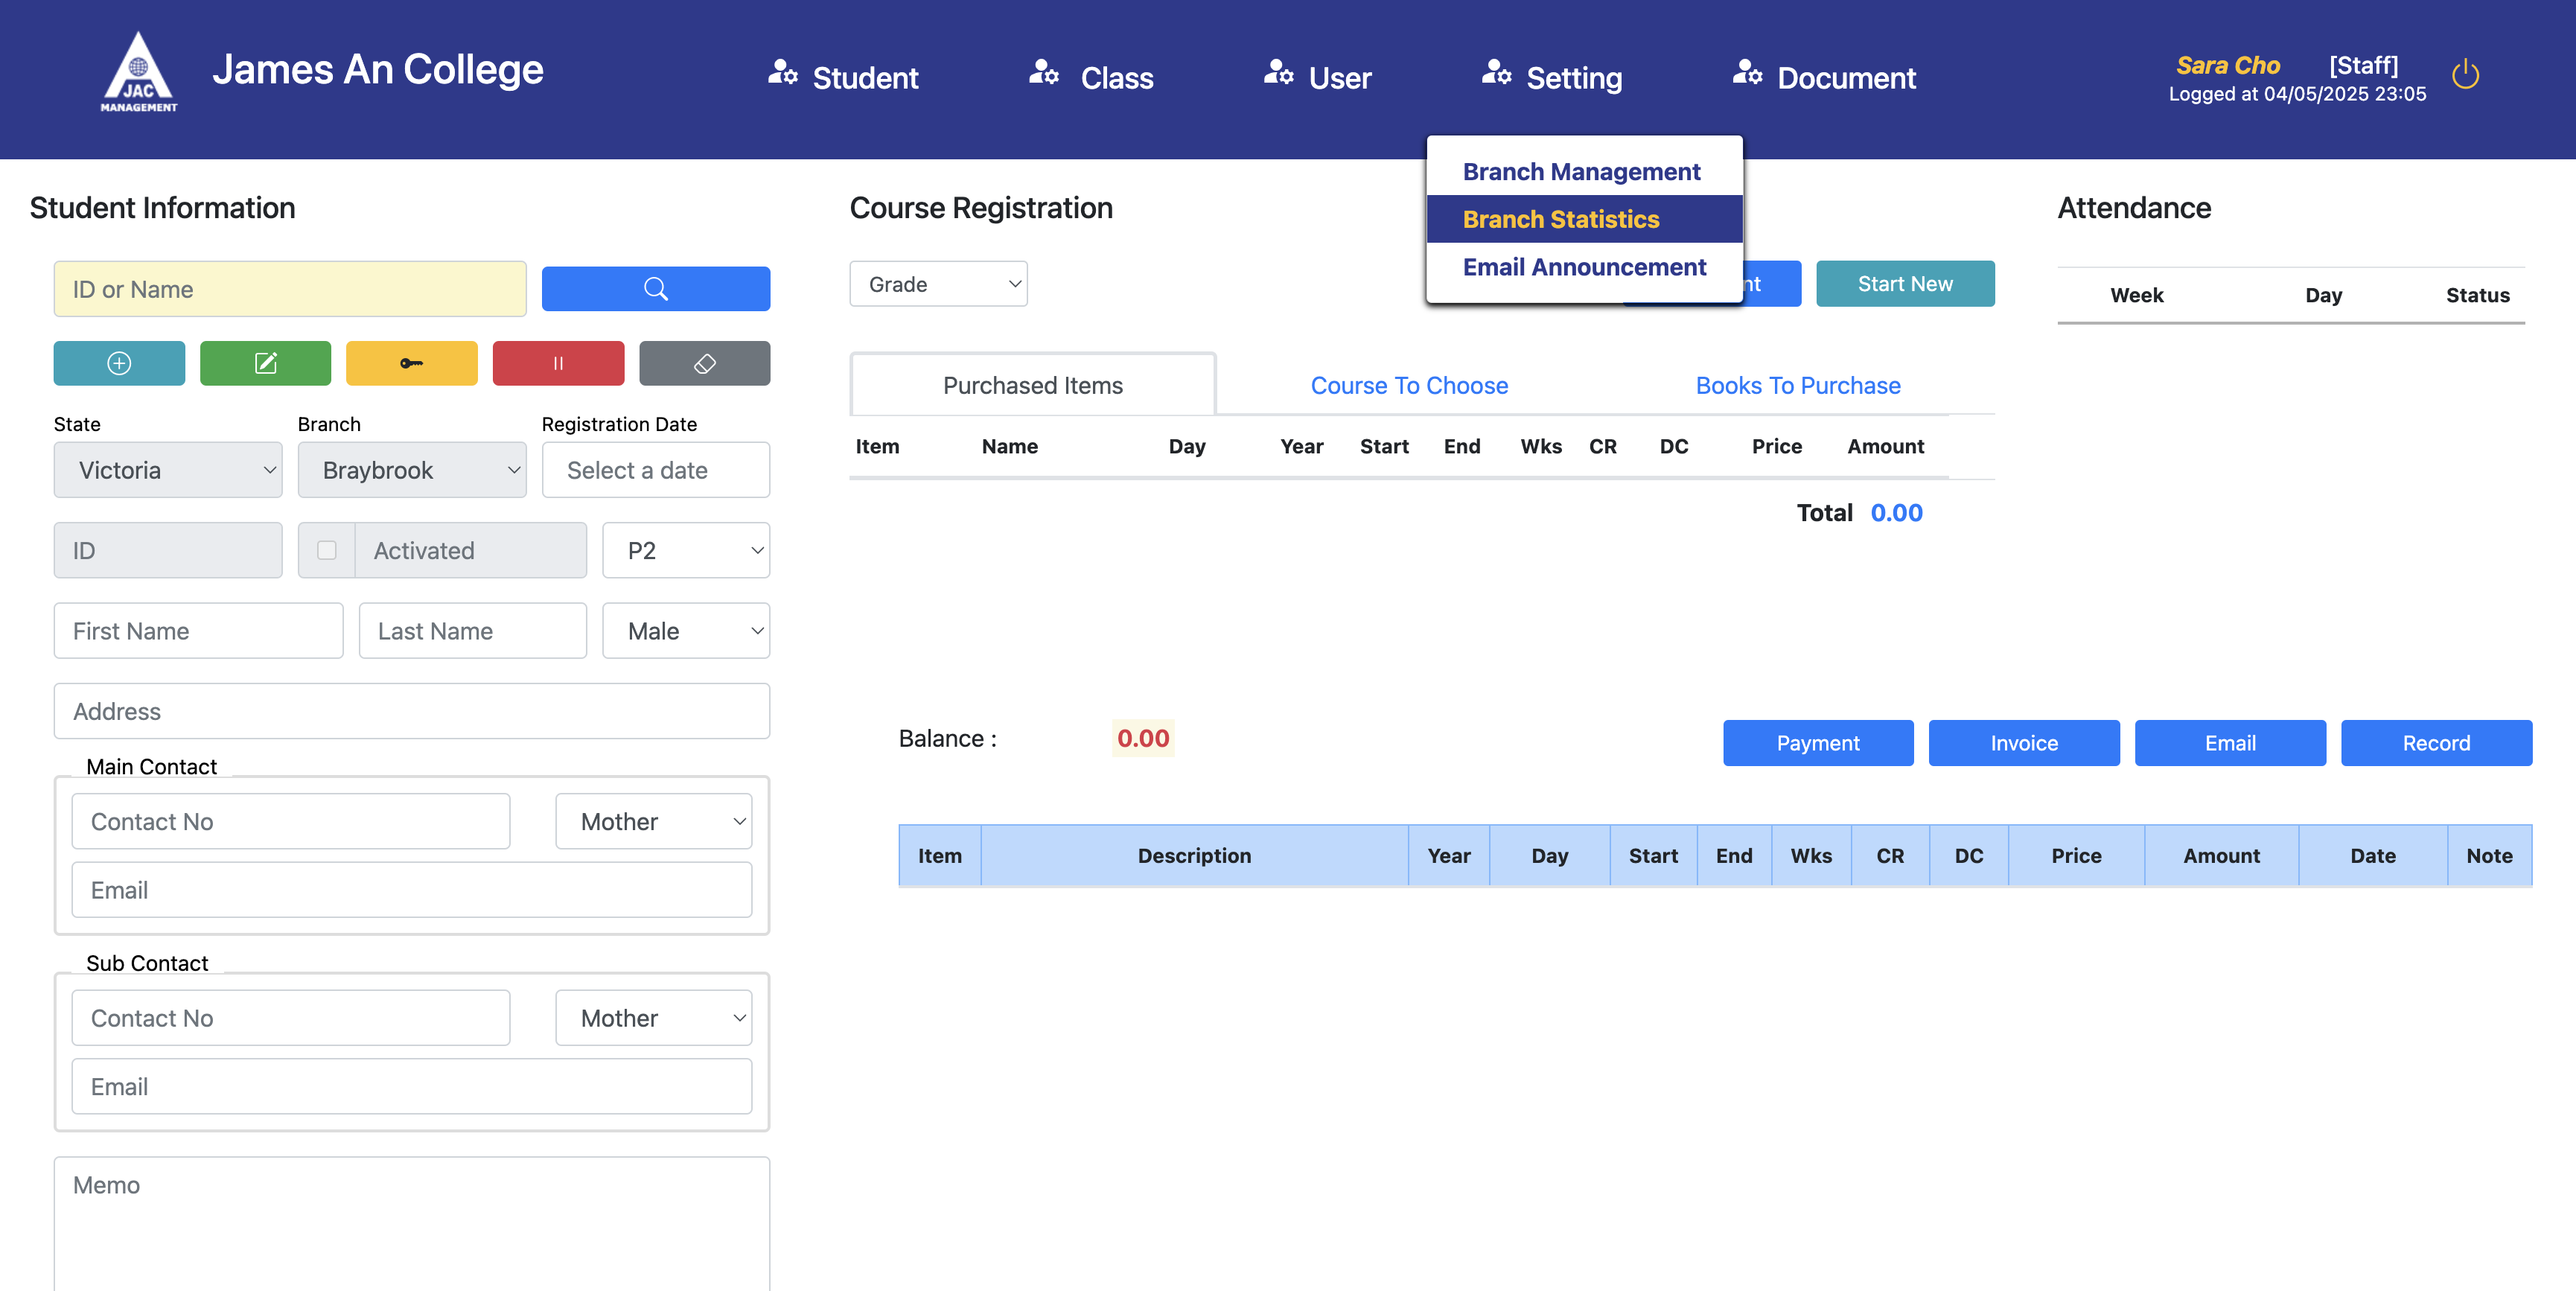 JAC
MANAGEMENT
James An College
Student
Class
User
Setting
Document
Sara Cho [Staff]
Logged at 04/05/2025 23:05
Branch Management
Branch Statistics
Email Announcement
Student Information
ID or Name
State
Branch
Registration Date
Victoria
Braybrook
Select a date
ID
Activated
P2
First Name
Last Name
Male
Address
Main Contact
Contact No
Mother
Email
Sub Contact
Contact No
Mother
Email
Memo
Course Registration
Grade
Start New
Purchased Items
Course To Choose
Books To Purchase
Item Name Day Year Start End Wks CR DC Price Amount
Total 0.00
Attendance
Week Day Status
Balance : 0.00
Payment
Invoice
Email
Record
Item Description Year Day Start End Wks CR DC Price Amount Date Note